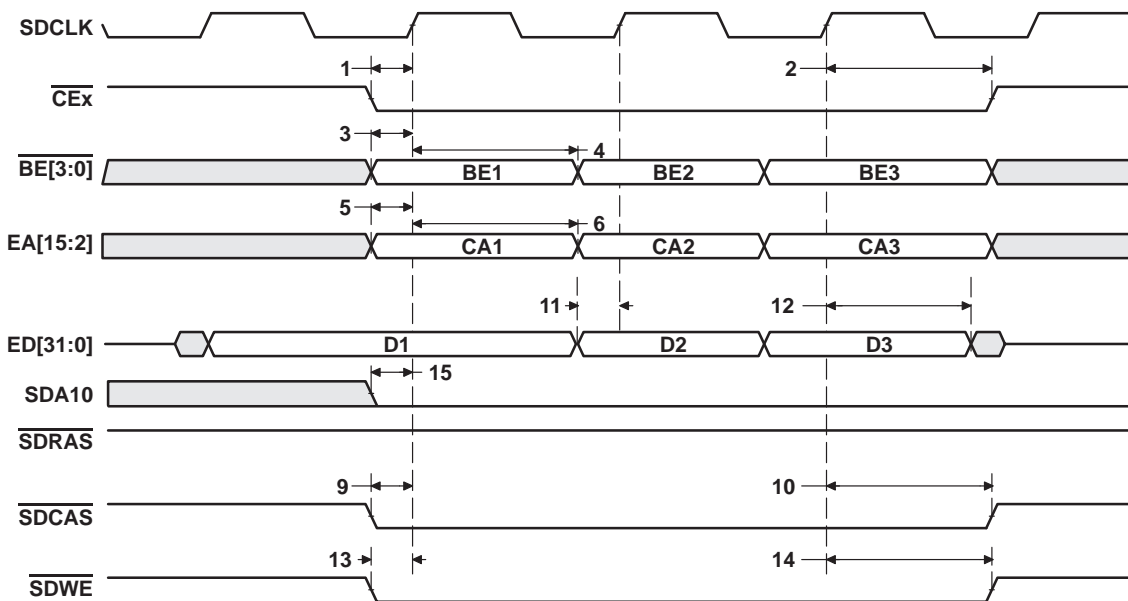 SDCLK
1 2
CEx
3 4
BE[3:0] BE1 BE2 BE3
5 6
EA[15:2] CA1 CA2 CA3
11 12
ED[31:0] D1 D2 D3
15
SDA10
SDRAS
9 10
SDCAS
13 14
SDWE